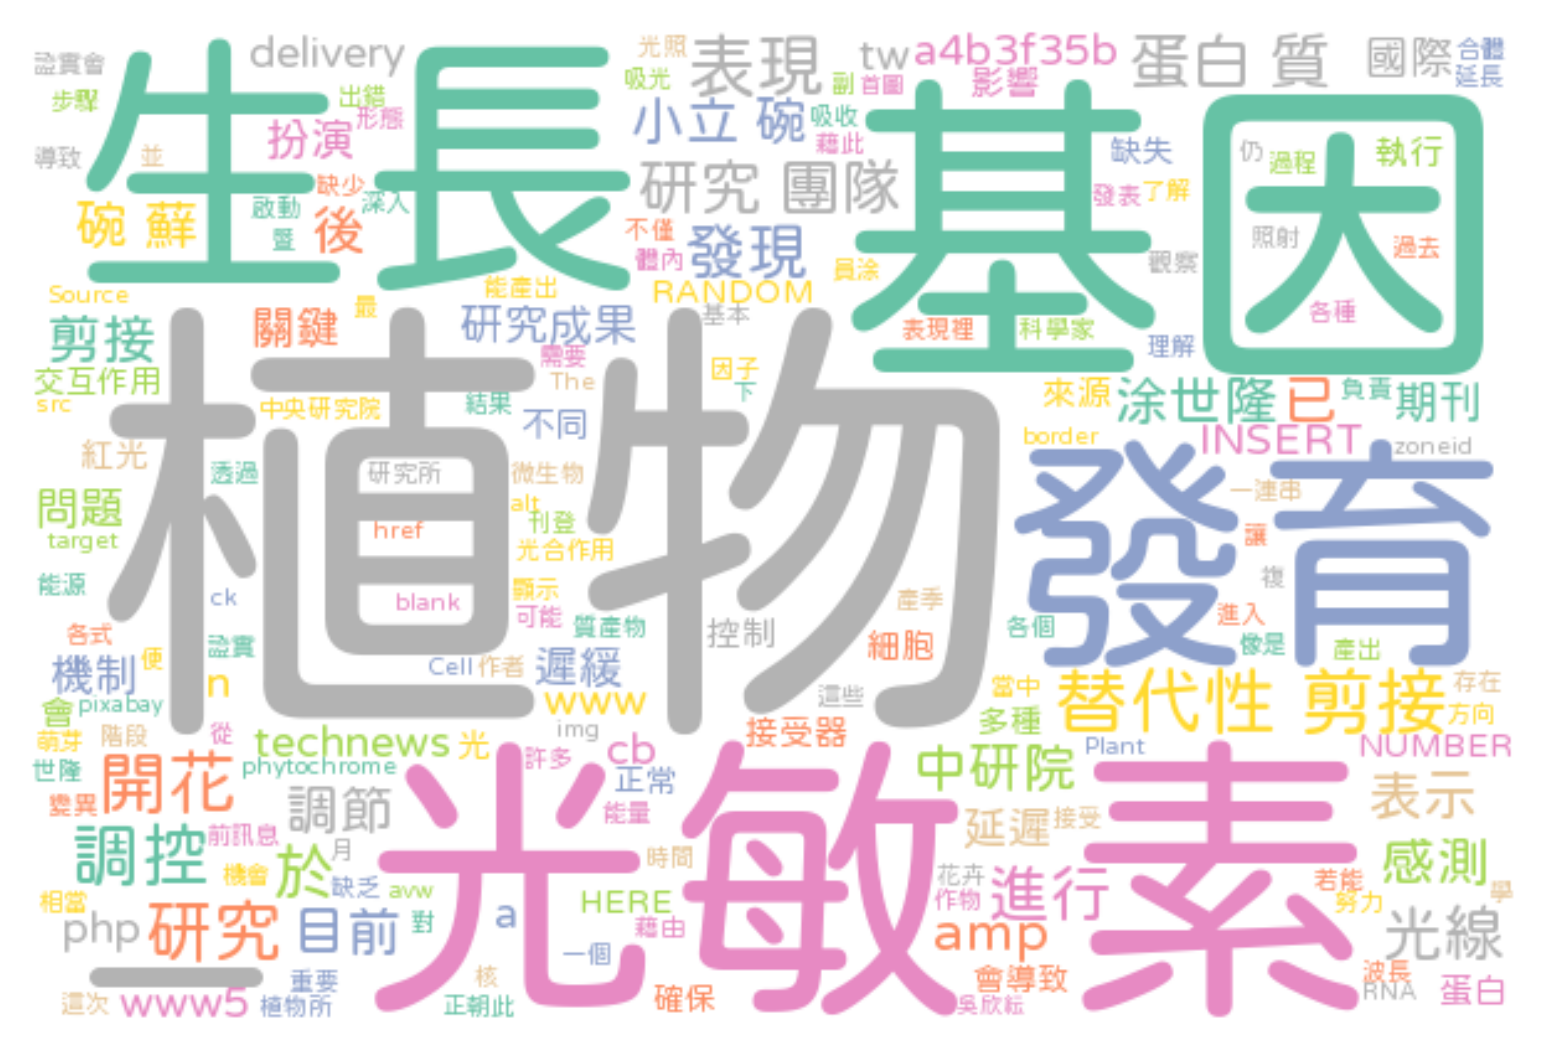 證實會
delivery
光照
表現
tw
a4b3f35b
蛋白 質
國際
合體
步驟
出錯
形態
吸光
副
首圖
影響
延長
生長
扮演
小立 碗
吸收
藉此
基因
缺失
仍
過程
執行
導致
並
缺少
深入
研究 團隊
發表
了解
碗 蘚
啟動
暨
後
不僅
體內
發現
員涂
觀察
照射
過去
Source
最
能產出
RANDOM
各種
剪接
關鍵
研究成果
基本
表現裡
科學家
理解
需要
交互作用
The
因子
下
來源
涂世隆
已
負責
期刊
src
中央研究院
結果
不同
border
INSERT
zoneid
紅光
植物
透過
研究所
微生物
發育
一連串
問題
alt
刊登
target
href
光合作用
讓
能源
ck
blank
顯示
可能
質產物
控制
產季
細胞
各個
複
進入
像是
產出
各式
證實
機制
便
n
Cell
作者
遲緩
www
這些
當中
替代性 剪接
存在
會
pixabay
多種
方向
萌芽
階段
從
technews
光
img
許多
cb
接受器
中研院
Plant
NUMBER
世隆
phytochrome
正常
變異
開花
調節
光敏素
能量
延遲
接受
表示
調控
前訊息
月
時間
花卉
感測
機會
於
缺乏
avw
作物
進行
若能
努力
學
相當
php
研究
目前
對
a
HERE
藉由
amp
光線
一個
一
重要
核
會導致
波長
RNA
這次
www5
植物所
正朝此
確保
吳欣紜
蛋白